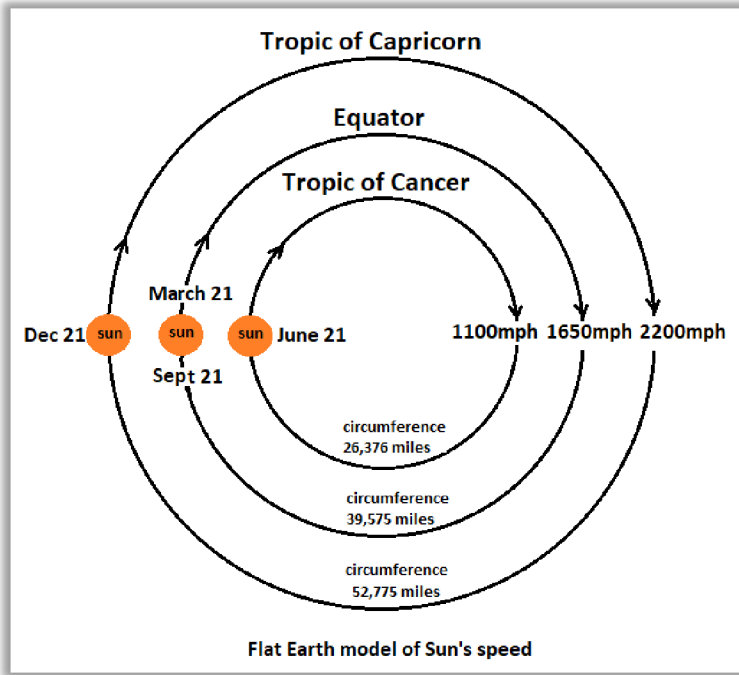 Tropic of Capricorn
Equator
Tropic of Cancer
March 21
Dec 21 sun sun sun June 21 1100mph 1650mph 2200mph
Sept 21
circumference
26,376 miles
circumference
39,575 miles
circumference
52,775 miles
Flat Earth model of Sun's speed